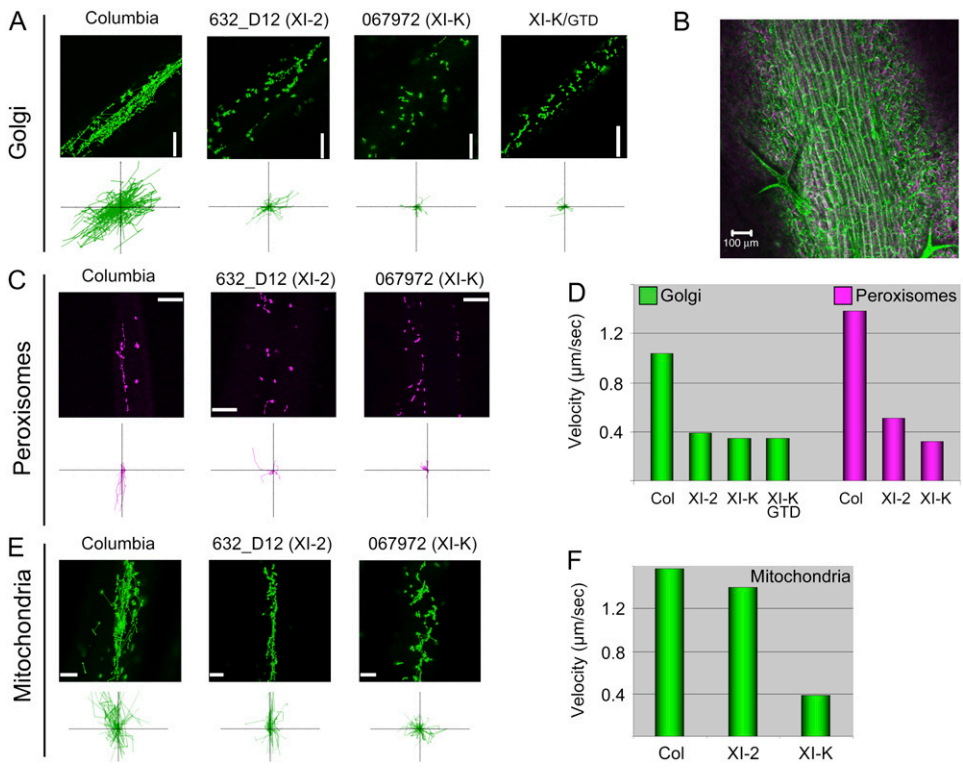 A
Columbia
632_D12 (XI-2)
067972 (XI-K)
XI-K/GTD
Golgi
B
100 µm
C
Columbia
632_D12 (XI-2)
067972 (XI-K)
Peroxisomes
D
Golgi
Peroxisomes
Velocity (µm/sec)
1.2
0.8
0.4
Col
XI-2
XI-K
XI-K
GTD
Col
XI-2
XI-K
E
Columbia
632_D12 (XI-2)
067972 (XI-K)
Mitochondria
F
Mitochondria
Velocity (µm/sec)
1.2
0.8
0.4
Col
XI-2
XI-K